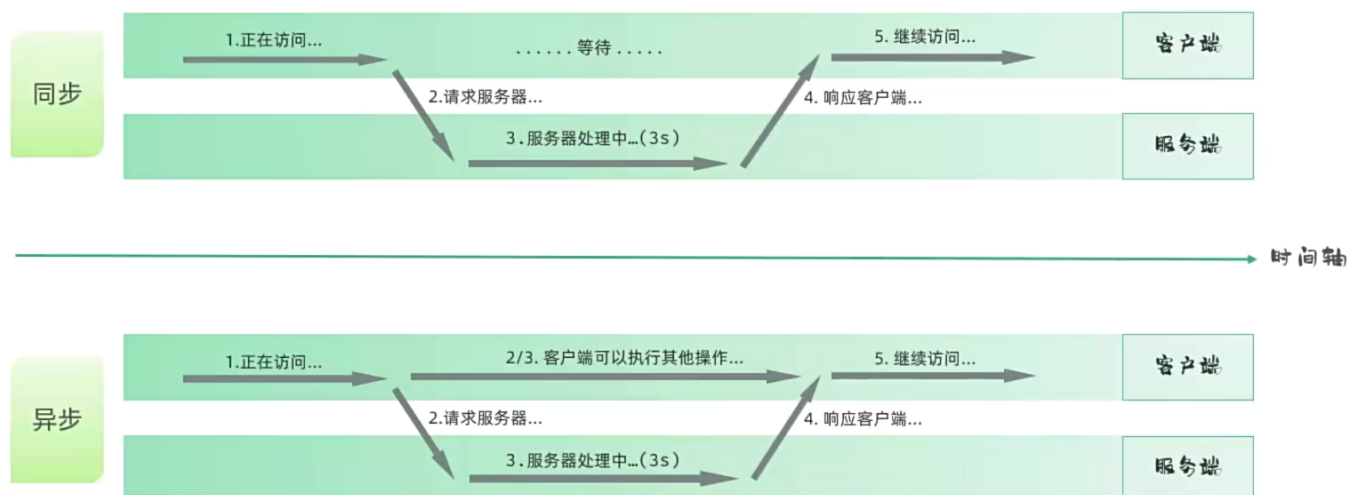 1.正在访问...
......等待.....
5. 继续访问...
客户端
同步
2.请求服务器...
4. 响应客户端...
3.服务器处理中…(3s)
服务端
时间轴
1.正在访问...
2/3. 客户端可以执行其他操作...
5. 继续访问...
客户端
异步
2.请求服务器...
4. 响应客户端...
3.服务器处理中…(3s)
服务端